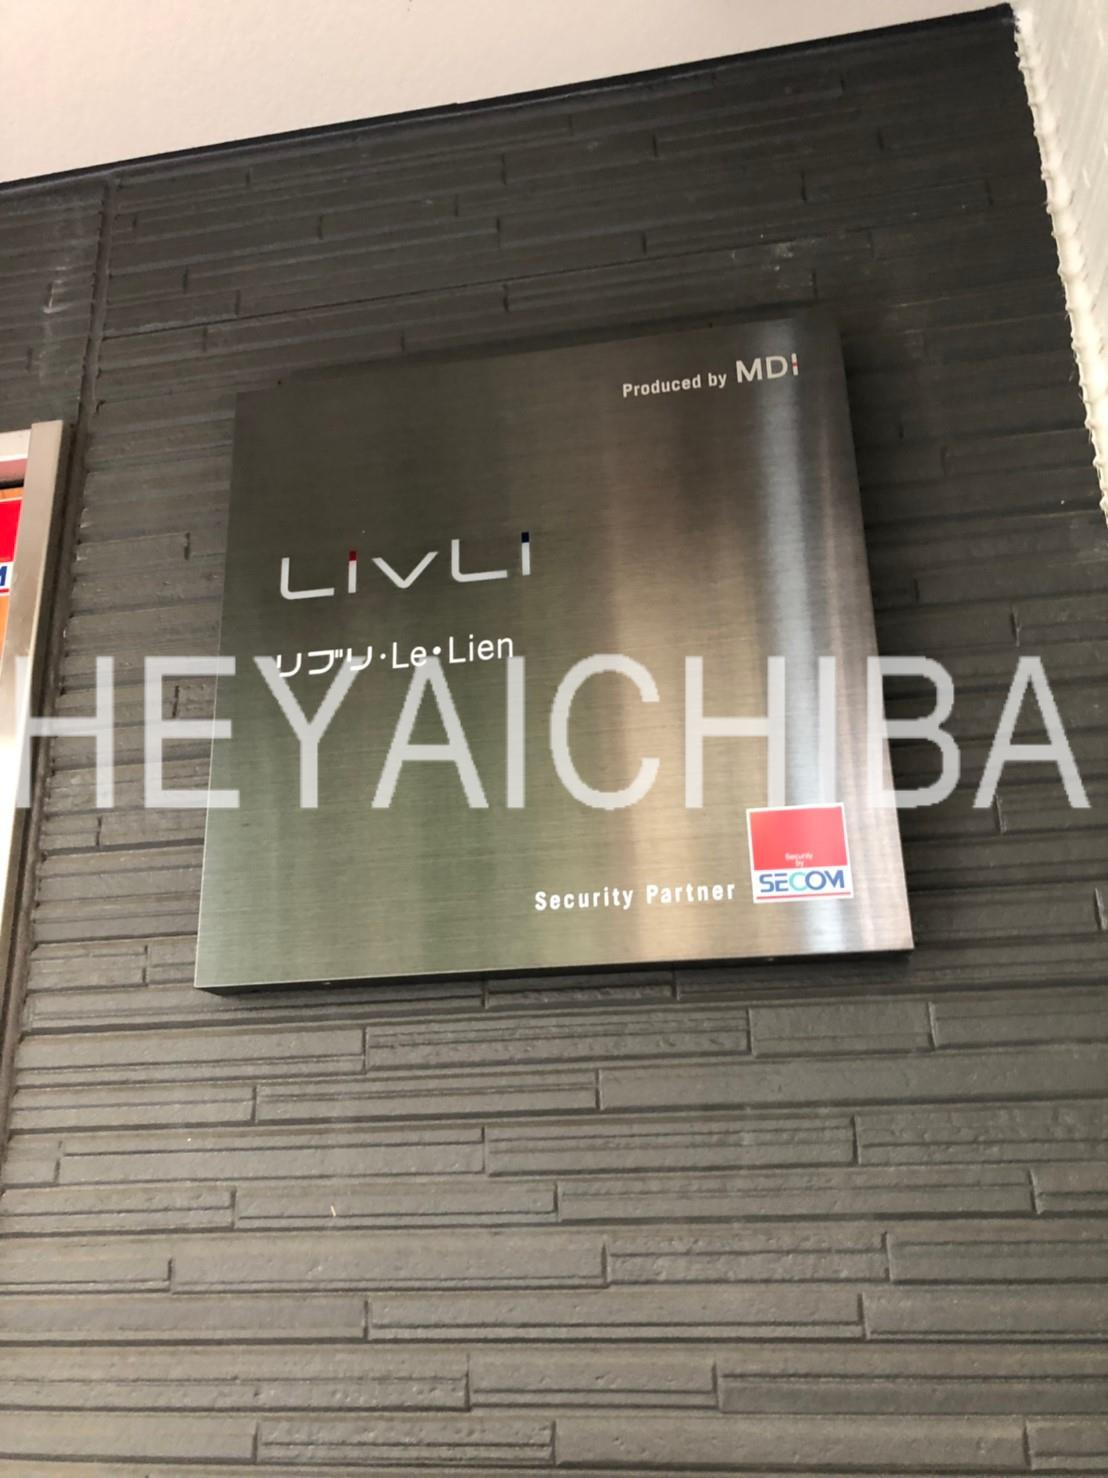 Produced by MDI
LivLi
リブリ・Le・Lien
HEYAICHIBA
Security by
SECOM
Security Partner